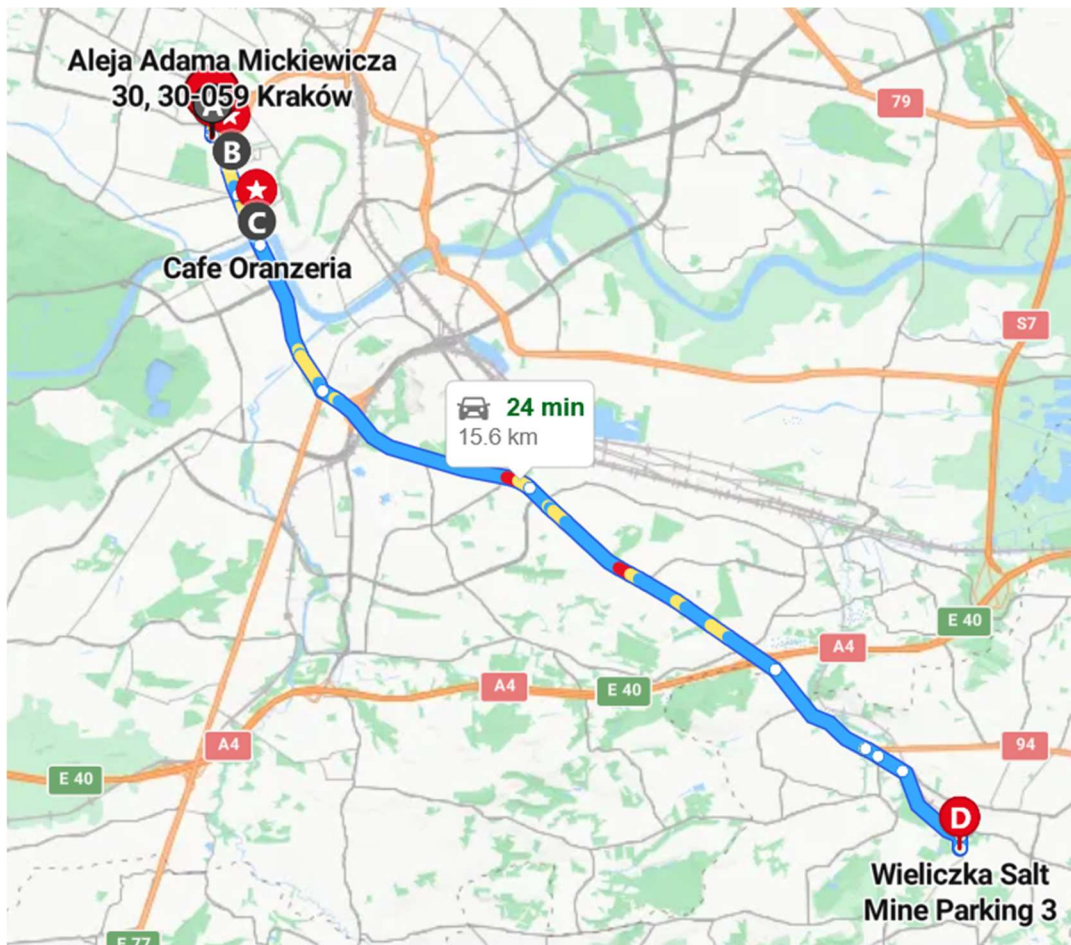 Aleja Adama Mickiewicza
30, 30-059 Kraków
A
B
C
Cafe Oranzeria
79
S7
24 min
15.6 km
E 40
A4
A4
E 40
A4
E 40
94
D
Wieliczka Salt
Mine Parking 3
E 77